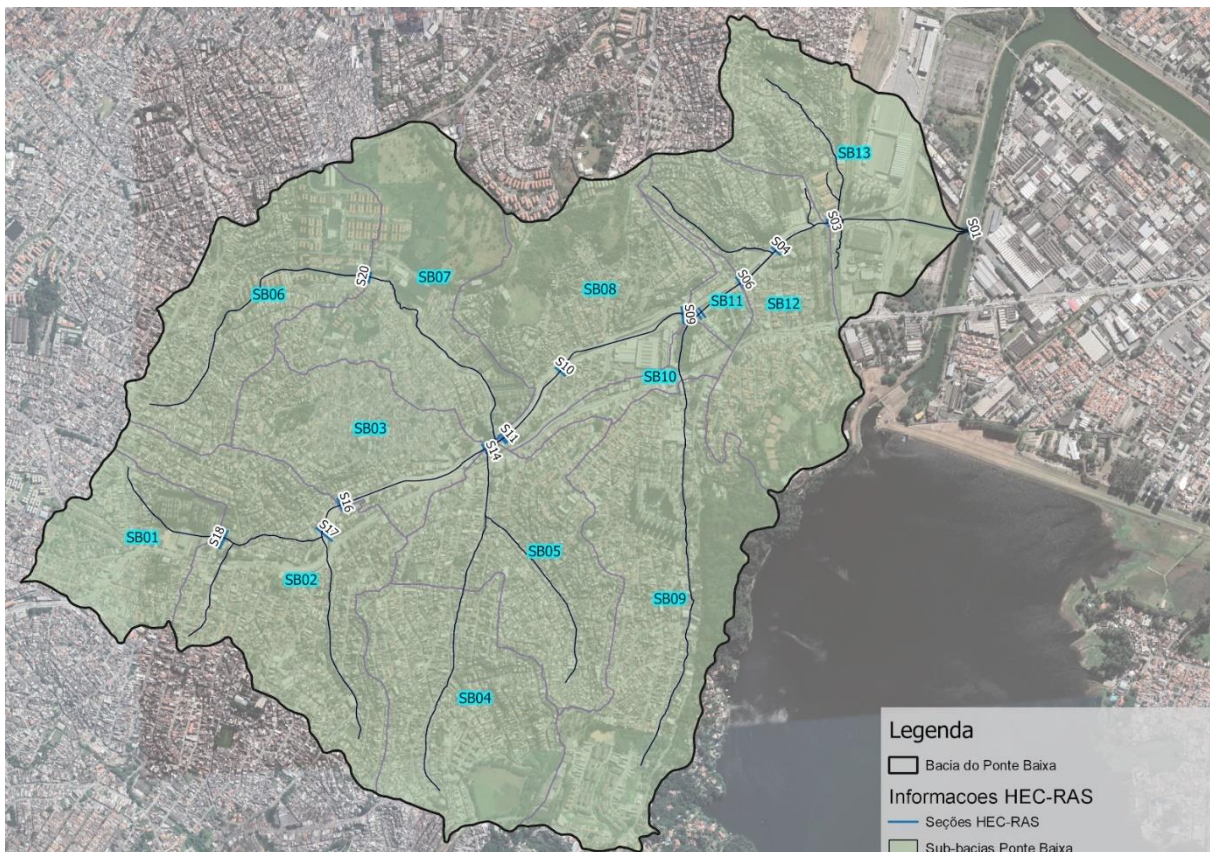 SB13
S03
S01
S04
S20
SB07
SB06
SB08
S06
SB11
SB12
S09
S10
SB10
SB03
S11
S14
S16
S17
S18
SB01
SB02
SB05
SB09
SB04
Legenda
Bacia do Ponte Baixa
Informacoes HEC-RAS
Seções HEC-RAS
Sub-bacias Ponte Baixa